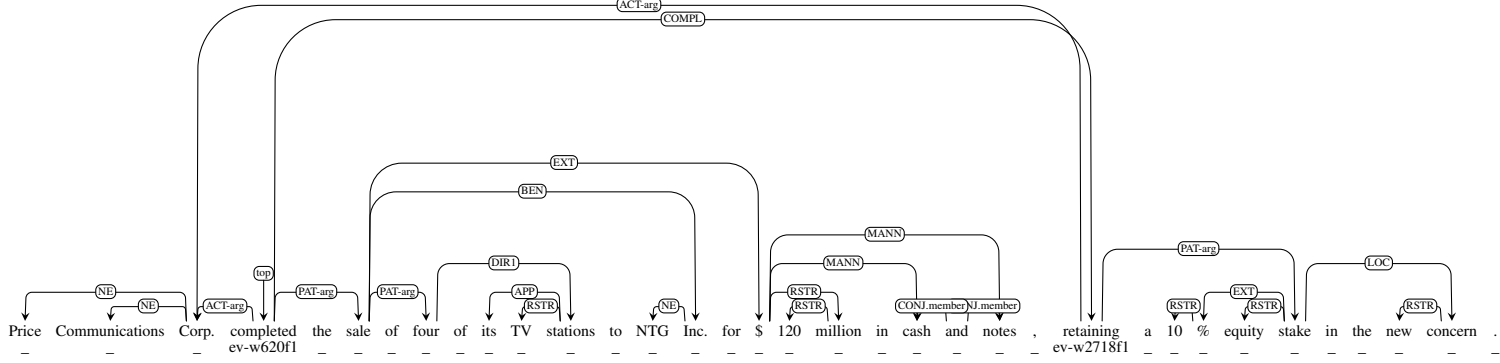 ACT-arg
COMPL
EXT
BEN
MANN
PAT-arg
top DIR1 MANN LOC
NE PAT-arg PAT-arg APP RSTR EXT
NE ACT-arg RSTR NE RSTR CONJ.member NJ.member RSTR RSTR RSTR
Price Communications Corp. completed the sale of four of its TV stations to NTG Inc. for $ 120 million in cash and notes , retaining a 10 % equity stake in the new concern .
_ _ _ ev-w620f1 _ _ _ _ _ _ _ _ _ _ _ _ _ _ _ _ _ _ _ _ ev-w2718f1 _ _ _ _ _ _ _ _ _ _